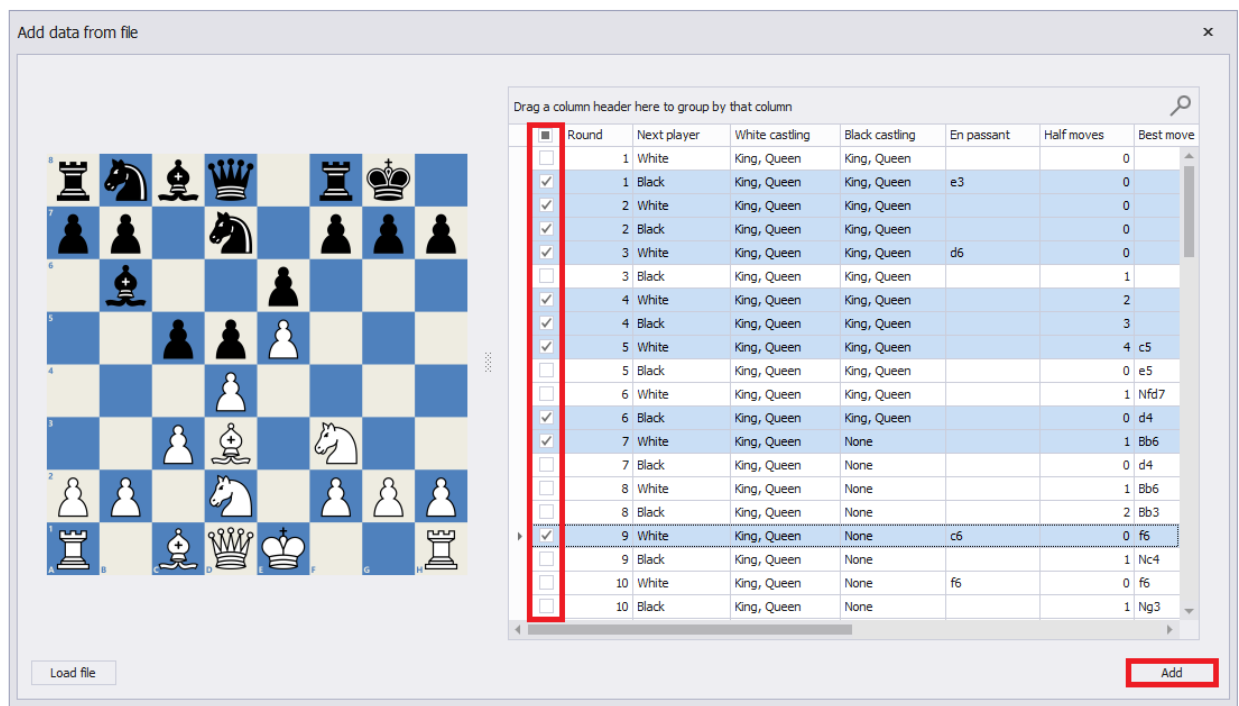 Add data from file
Drag a column header here to group by that column
Round Next player White castling Black castling En passant Half moves Best move
1 White King, Queen King, Queen 0
1 Black King, Queen King, Queen e3 0
2 White King, Queen King, Queen 0
2 Black King, Queen King, Queen 0
3 White King, Queen King, Queen d6 0
3 Black King, Queen King, Queen 1
4 White King, Queen King, Queen 2
4 Black King, Queen King, Queen 3
5 White King, Queen King, Queen 4 c5
5 Black King, Queen King, Queen 0 e5
6 White King, Queen King, Queen 1 Nfd7
6 Black King, Queen King, Queen 0 d4
7 White King, Queen None 1 Bb6
7 Black King, Queen None 0 d4
8 White King, Queen None 1 Bb6
8 Black King, Queen None 2 Bb3
9 White King, Queen None c6 0 f6
9 Black King, Queen None 1 Nc4
10 White King, Queen None f6 0 f6
10 Black King, Queen None 1 Ng3
8
7
6
5
4
3
2
1
A B C D E F G H
Load file
Add